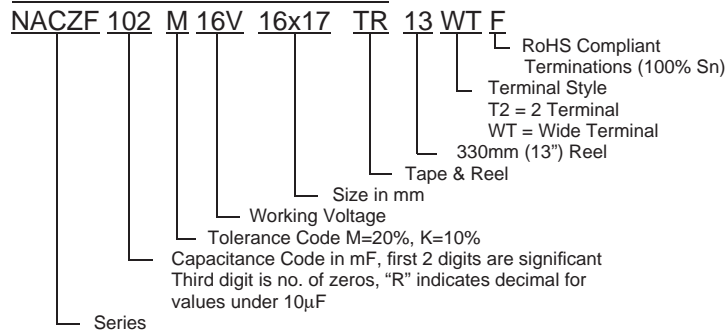 NACZF 102 M 16V 16x17 TR 13 WT F
RoHS Compliant
Terminations (100% Sn)
Terminal Style
T2 = 2 Terminal
WT = Wide Terminal
330mm (13”) Reel
Tape & Reel
Size in mm
Working Voltage
Tolerance Code M=20%, K=10%
Capacitance Code in mF, first 2 digits are significant
Third digit is no. of zeros, “R” indicates decimal for
values under 10μF
Series